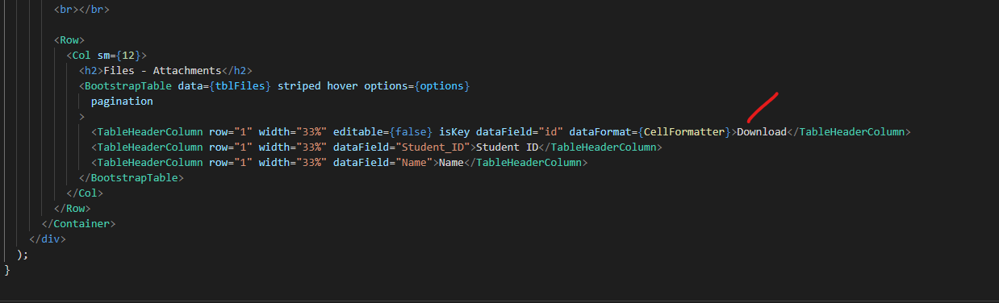 <br></br>
<Row>
<Col sm={12}>
<h2>Files - Attachments</h2>
<BootstrapTable data={tblFiles} striped hover options={options}
pagination
>
<TableHeaderColumn row="1" width="33%" editable={false} isKey dataField="id" dataFormat={CellFormatter}>Download</TableHeaderColumn>
<TableHeaderColumn row="1" width="33%" dataField="Student_ID">Student ID</TableHeaderColumn>
<TableHeaderColumn row="1" width="33%" dataField="Name">Name</TableHeaderColumn>
</BootstrapTable>
</Col>
</Row>
</Container>
</div>
);
}